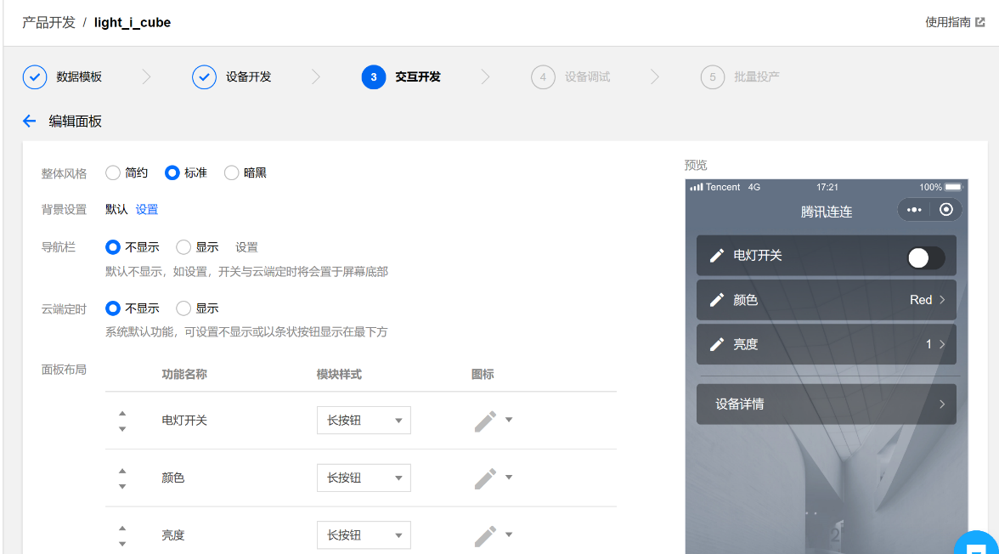 产品开发 / light_i_cube
使用指南
数据模板
设备开发
3 交互开发
4 设备调试
5 批量投产
编辑面板
整体风格 简约 标准 暗黑
背景设置 默认 设置
导航栏 不显示 显示 设置
默认不显示，如设置，开关与云端定时将会置于屏幕底部
云端定时 不显示 显示
系统默认功能，可设置不显示或以条状按钮显示在最下方
面板布局 功能名称 模块样式 图标
电灯开关 长按钮
颜色 长按钮
亮度 长按钮
预览
Tencent 4G 17:21 100%
腾讯连连
电灯开关
颜色 Red
亮度 1
设备详情
2